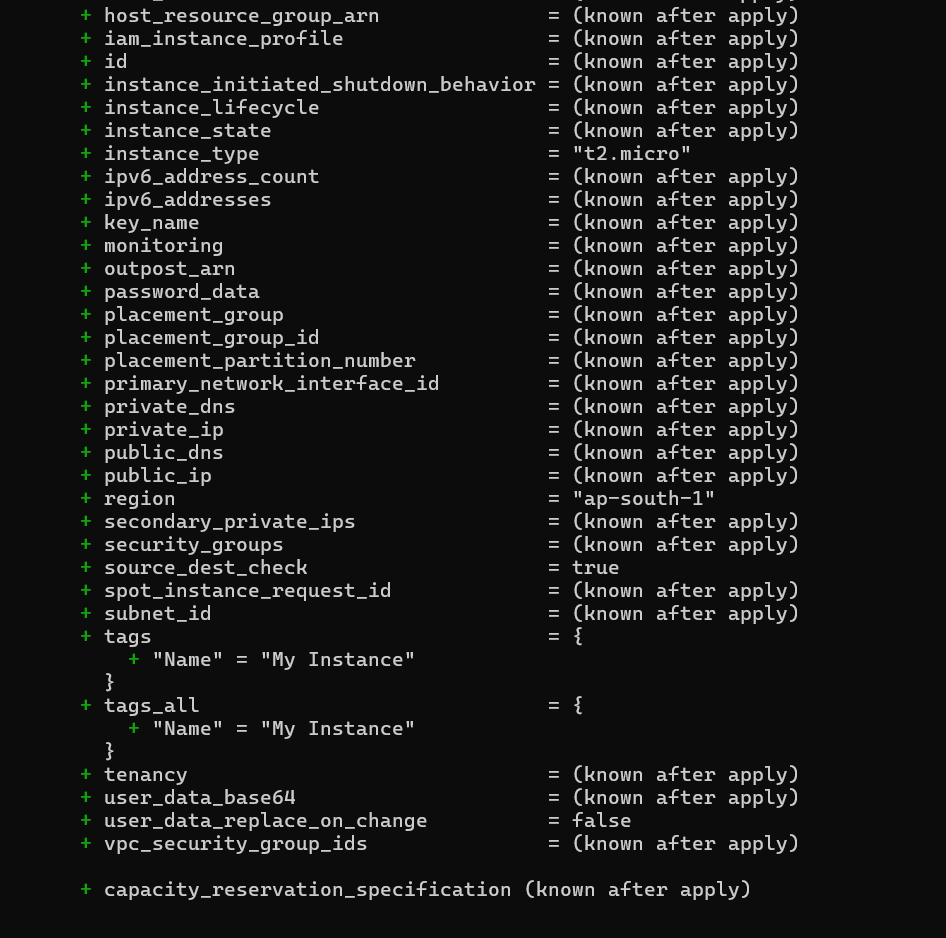 + host_resource_group_arn = (known after apply)
+ iam_instance_profile = (known after apply)
+ id = (known after apply)
+ instance_initiated_shutdown_behavior = (known after apply)
+ instance_lifecycle = (known after apply)
+ instance_state = (known after apply)
+ instance_type = "t2.micro"
+ ipv6_address_count = (known after apply)
+ ipv6_addresses = (known after apply)
+ key_name = (known after apply)
+ monitoring = (known after apply)
+ outpost_arn = (known after apply)
+ password_data = (known after apply)
+ placement_group = (known after apply)
+ placement_group_id = (known after apply)
+ placement_partition_number = (known after apply)
+ primary_network_interface_id = (known after apply)
+ private_dns = (known after apply)
+ private_ip = (known after apply)
+ public_dns = (known after apply)
+ public_ip = (known after apply)
+ region = "ap-south-1"
+ secondary_private_ips = (known after apply)
+ security_groups = (known after apply)
+ source_dest_check = true
+ spot_instance_request_id = (known after apply)
+ subnet_id = (known after apply)
+ tags = {
+ "Name" = "My Instance"
}
+ tags_all = {
+ "Name" = "My Instance"
}
+ tenancy = (known after apply)
+ user_data_base64 = (known after apply)
+ user_data_replace_on_change = false
+ vpc_security_group_ids = (known after apply)
+ capacity_reservation_specification (known after apply)